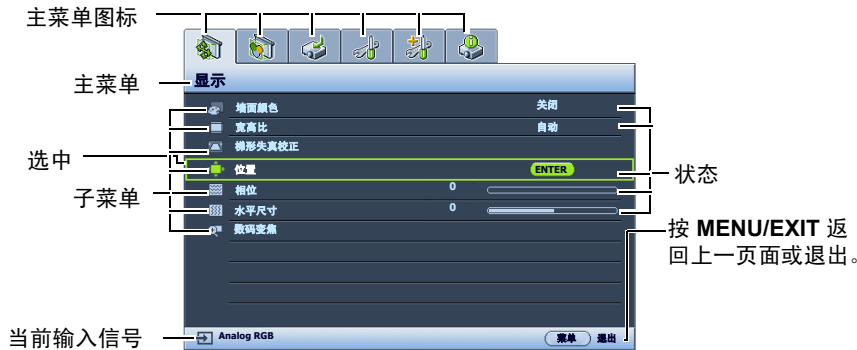 主菜单图标
主菜单
显示
墙面颜色 关闭
宽高比 自动
梯形失真校正
选中
位置 ENTER
状态
子菜单
相位 0
水平尺寸 0
数码变焦
按 MENU/EXIT 返
回上一页面或退出。
当前输入信号
Analog RGB
菜单 退出